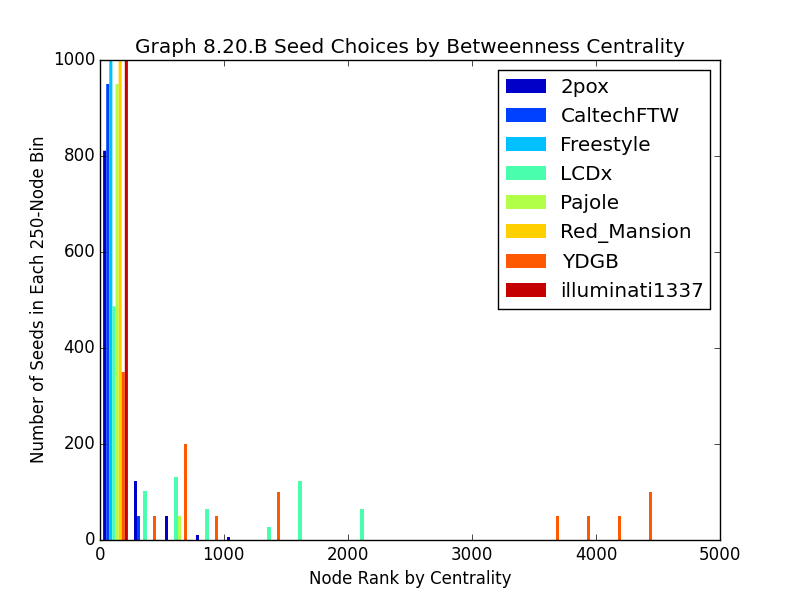 Graph 8.20.B Seed Choices by Betweenness Centrality
1000
800
600
400
200
0
Number of Seeds in Each 250-Node Bin
2pox
CaltechFTW
Freestyle
LCDx
Pajole
Red_Mansion
YDGB
illuminati1337
0 1000 2000 3000 4000 5000
Node Rank by Centrality